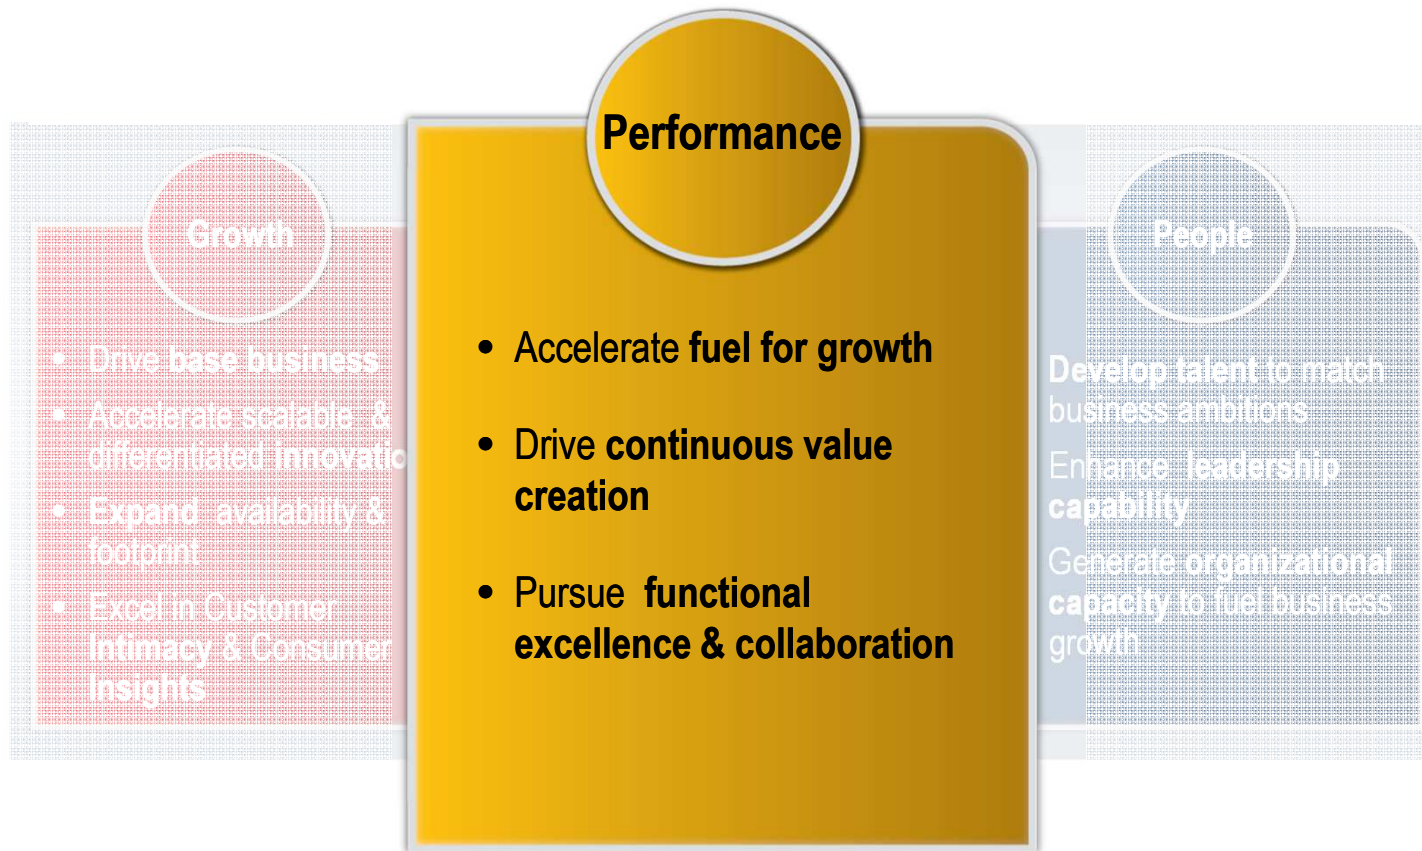 Performance
Growth
People
• Drive base business
• Accelerate scalable & differentiated innovatio
• Expand availability &
footprint
• Excel in Customer
Intimacy & Consumer
Insights
• Accelerate fuel for growth
• Drive continuous value
creation
• Pursue functional
excellence & collaboration
Develop talent to match
business ambitions
Enhance leadership
capability
Generate organizational
capacity to fuel business
growth